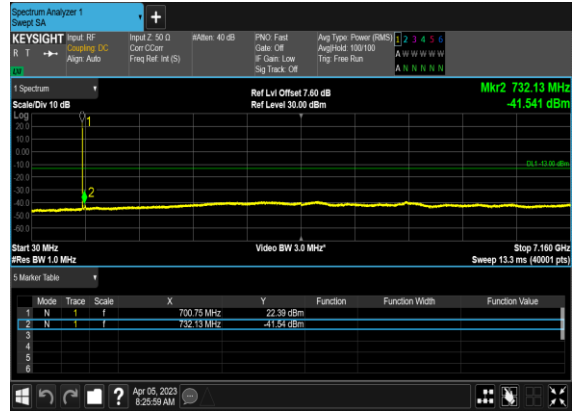 Spectrum Analyzer 1
Swept SA
+
KEYSIGHT Input: RF Input Z: 50 Ω #Atten: 40 dB PNO: Fast Avg Type: Power (RMS) 1 2 3 4 5 6
R T Coupling: DC Corr CCorr Gate: Off Avg|Hold: 100/100 A W W W W W
Align: Auto Freq Ref: Int (S) IF Gain: Low Trig: Free Run
Sig Track: Off A N N N N N
1 Spectrum Ref Lvl Offset 7.60 dB Mkr2 732.13 MHz
Scale/Div 10 dB Ref Level 30.00 dBm -41.541 dBm
Log
1
20.0
10.0
0.00
-10.0
DL1 -13.00 dBm
-20.0
-30.0
2
-40.0
-50.0
-60.0
Start 30 MHz Video BW 3.0 MHz* Stop 7.160 GHz
#Res BW 1.0 MHz Sweep 13.3 ms (40001 pts)
5 Marker Table
Mode Trace Scale X Y Function Function Width Function Value
1 N 1 f 700.75 MHz 22.39 dBm
2 N 1 f 732.13 MHz -41.54 dBm
3
4
5
6
? Apr 05, 2023
8:25:59 AM